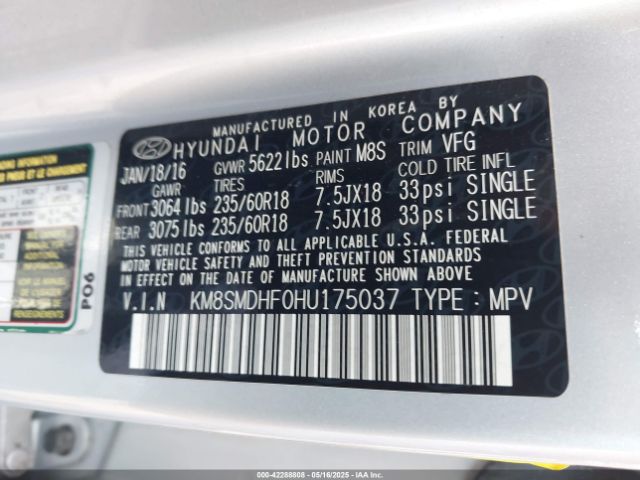 MANUFACTURED IN KOREA BY
HYUNDAI MOTOR COMPANY
JAN/18/16 GVWR 5622lbs PAINT M8S TRIM VFG
GAWR TIRES RIMS COLD TIRE INFL
FRONT 3064 lbs 235/60R18 7.5JX18 33psi SINGLE
REAR 3075 lbs 235/60R18 7.5JX18 33psi SINGLE
THIS VEHICLE CONFORMS TO ALL APPLICABLE U.S.A. FEDERAL
MOTOR VEHICLE SAFETY AND THEFT PREVENTION STANDARDS
IN EFFECT ON THE DATE OF MANUFACTURE SHOWN ABOVE.
V.I.N KM8SMDHF0HU175037 TYPE : MPV
P06
000-42288808 - 05/16/2025 - © IAA Holdings, LLC